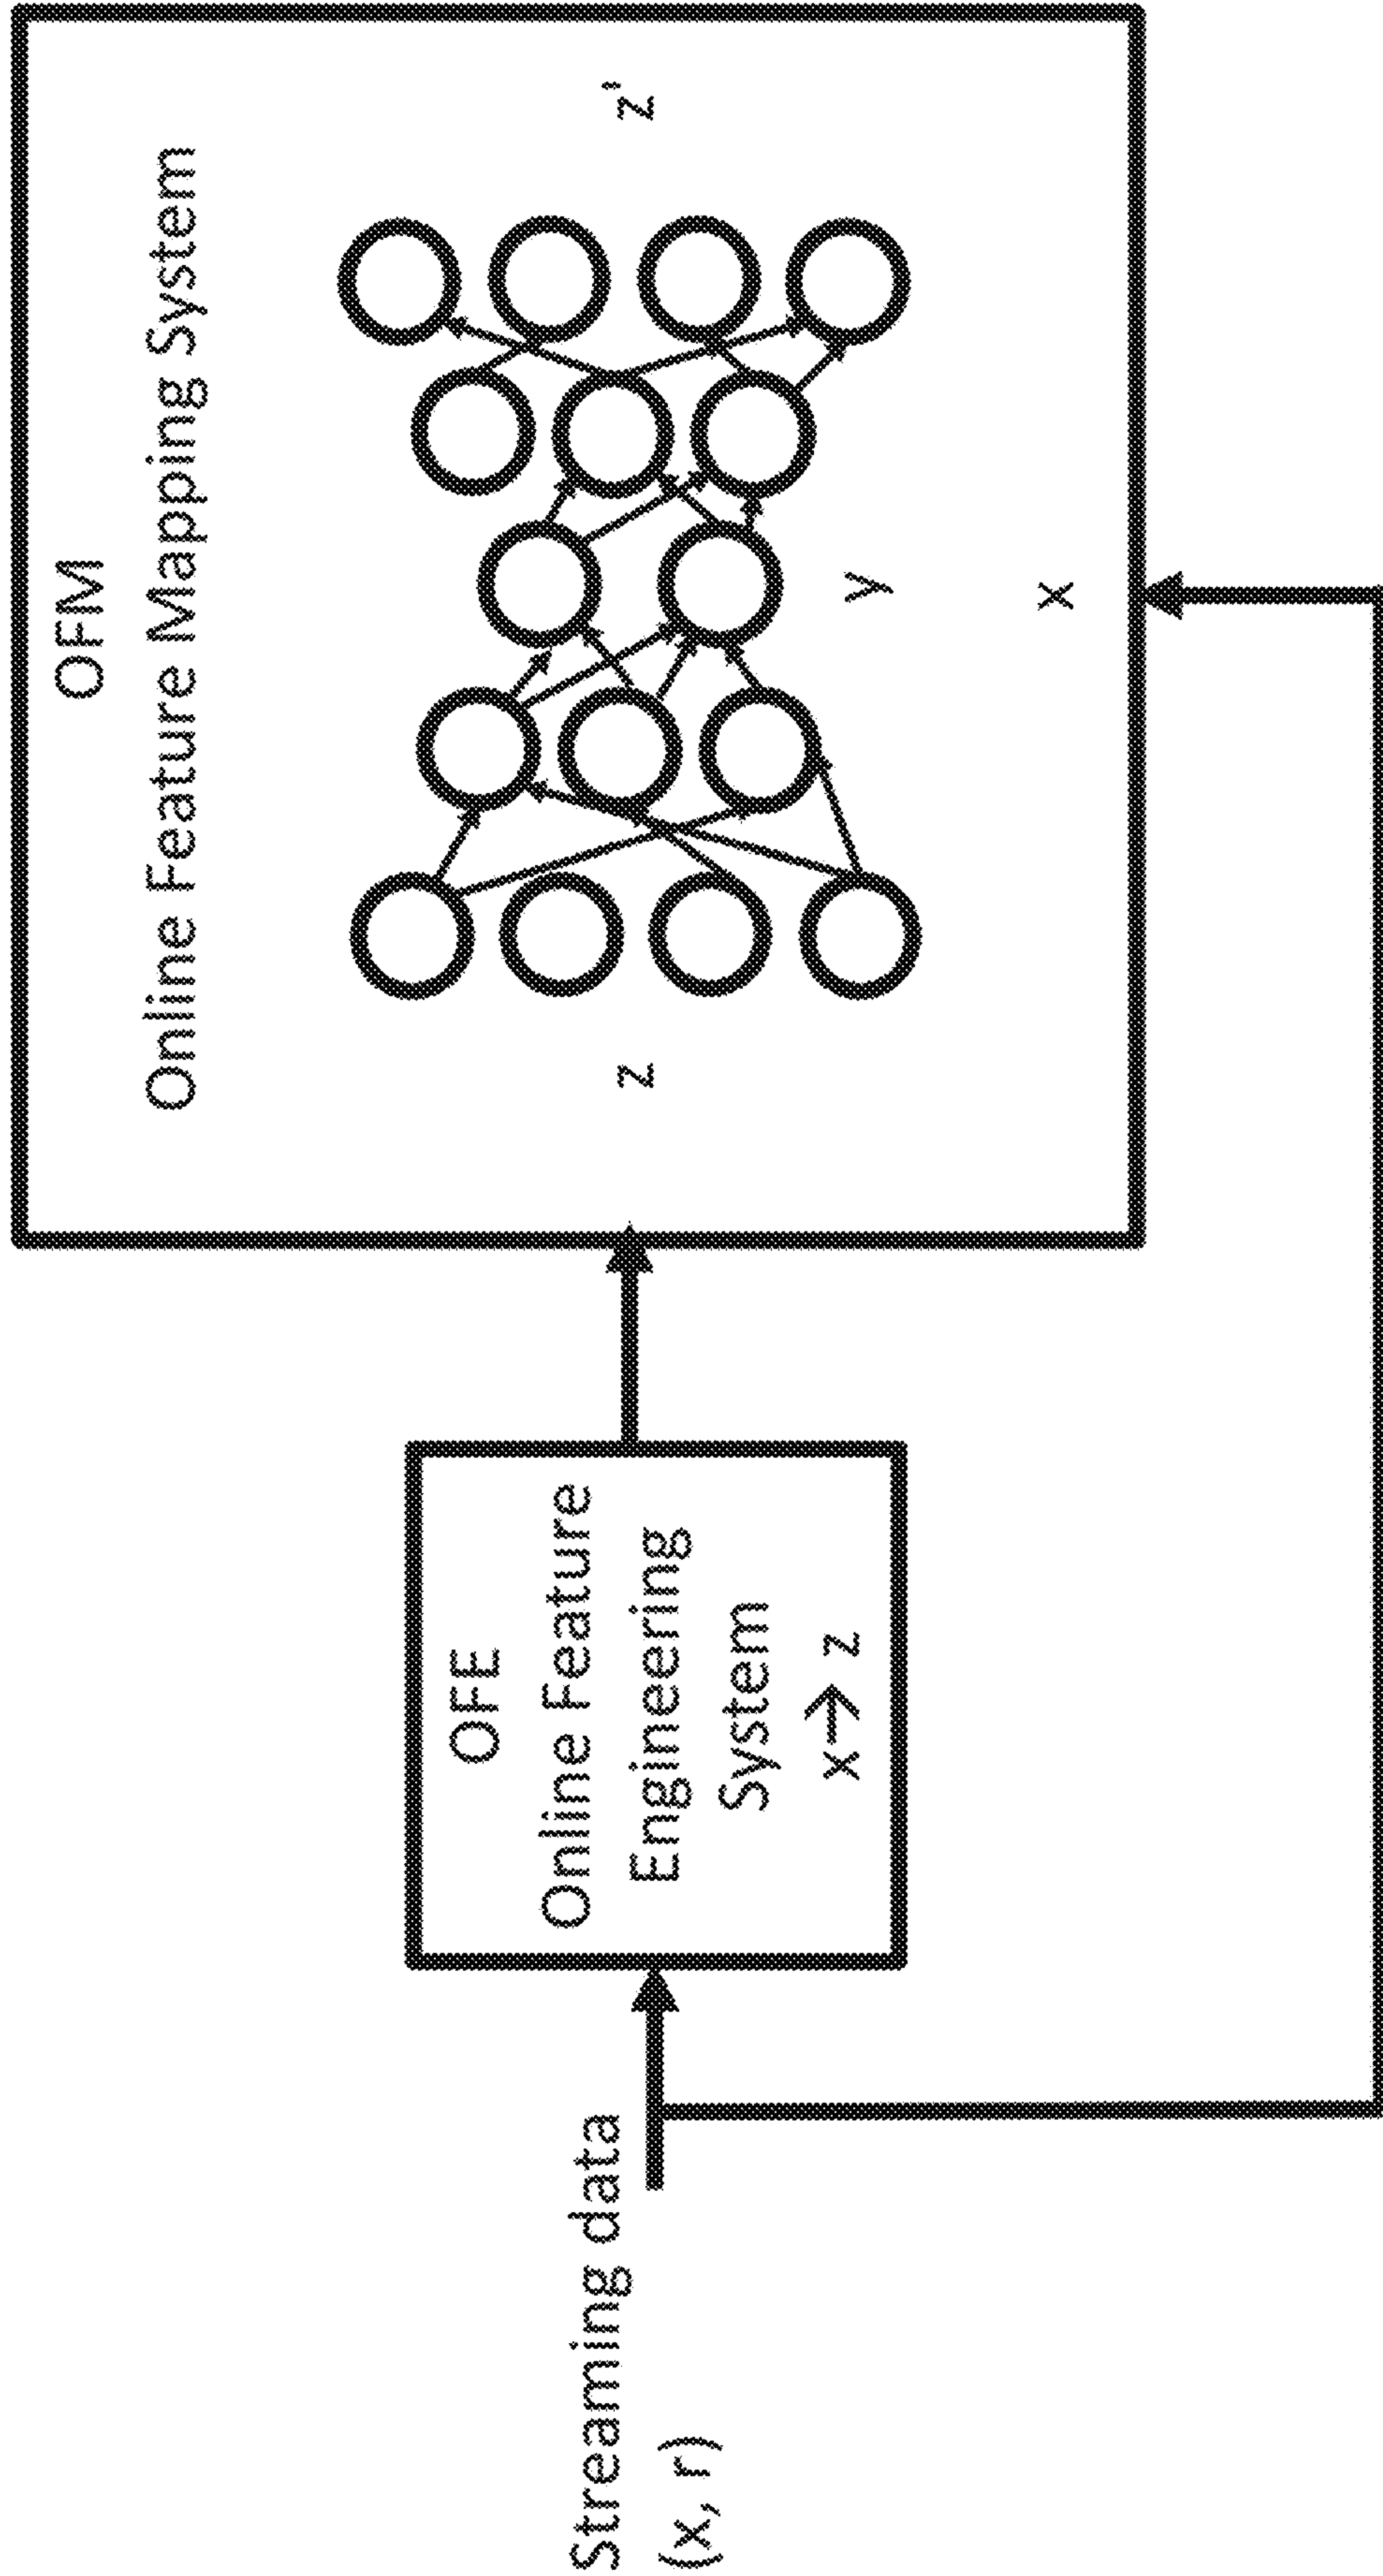 Streaming data
(x, r)
OFE
Online Feature
Engineering
System
x→ z
OFM
Online Feature Mapping System
z
y
z'
x